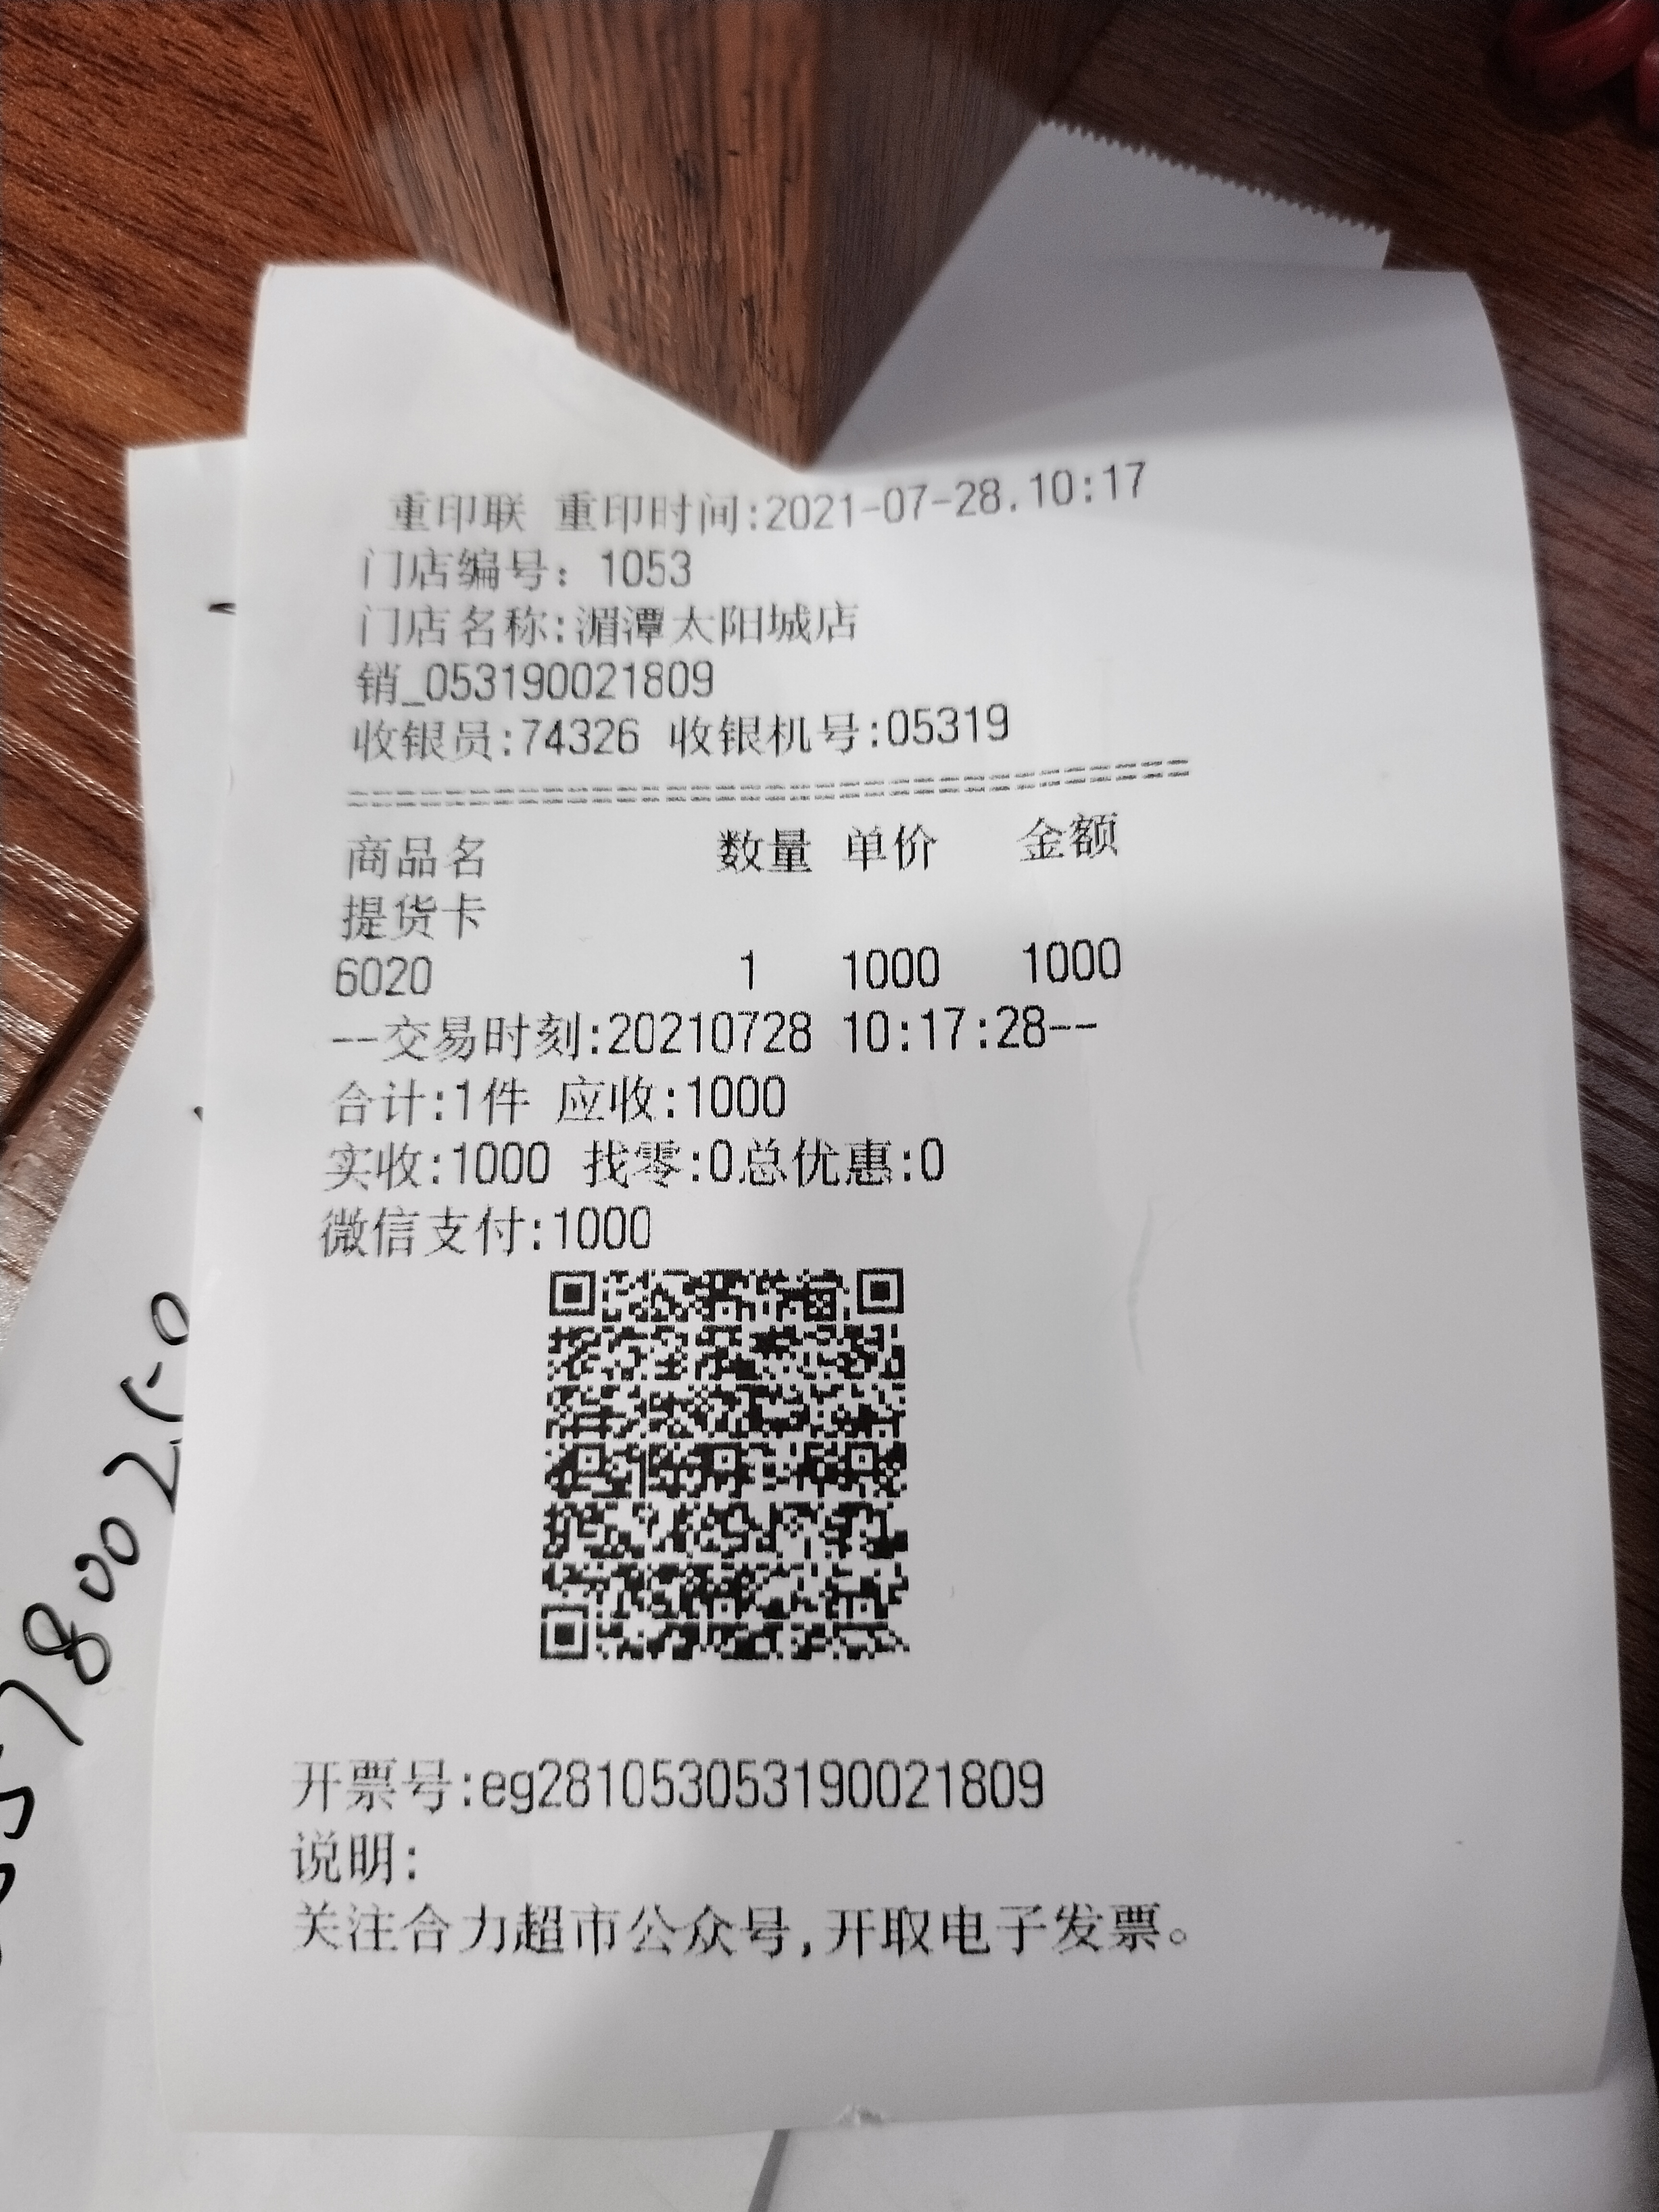 重印联 重印时间:2021-07-28.10:17
门店编号: 1053
门店名称:湄潭太阳城店
销_053190021809
收银员:74326 收银机号:05319
商品名 数量 单价 金额
提货卡
6020 1 1000 1000
--交易时刻:20210728 10:17:28--
合计:1件 应收:1000
实收:1000 找零:0总优惠:0
微信支付:1000
开票号:eg281053053190021809
说明:
关注合力超市公众号,开取电子发票。